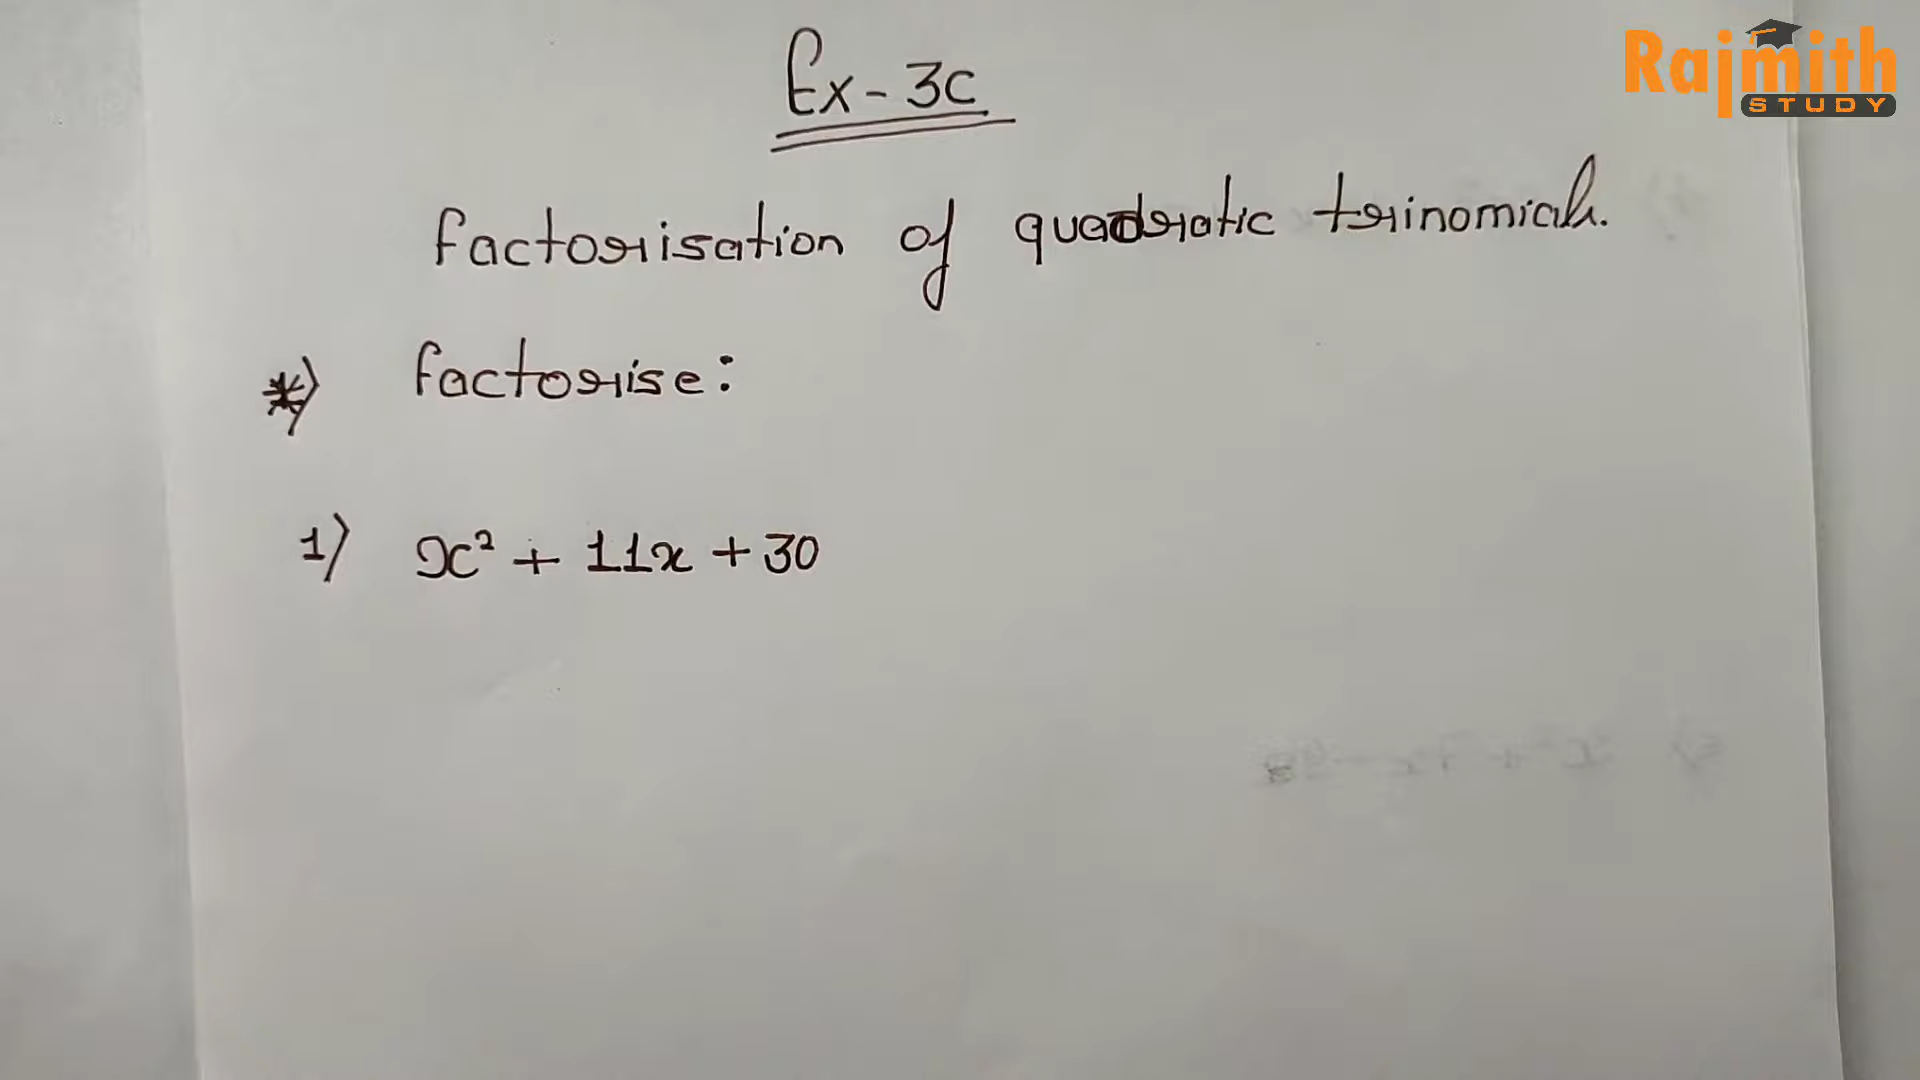 Rajmith
STUDY
Ex - 3C
factorisation of quadratic trinomials.
*) factorise:
1) x² + 11x + 30